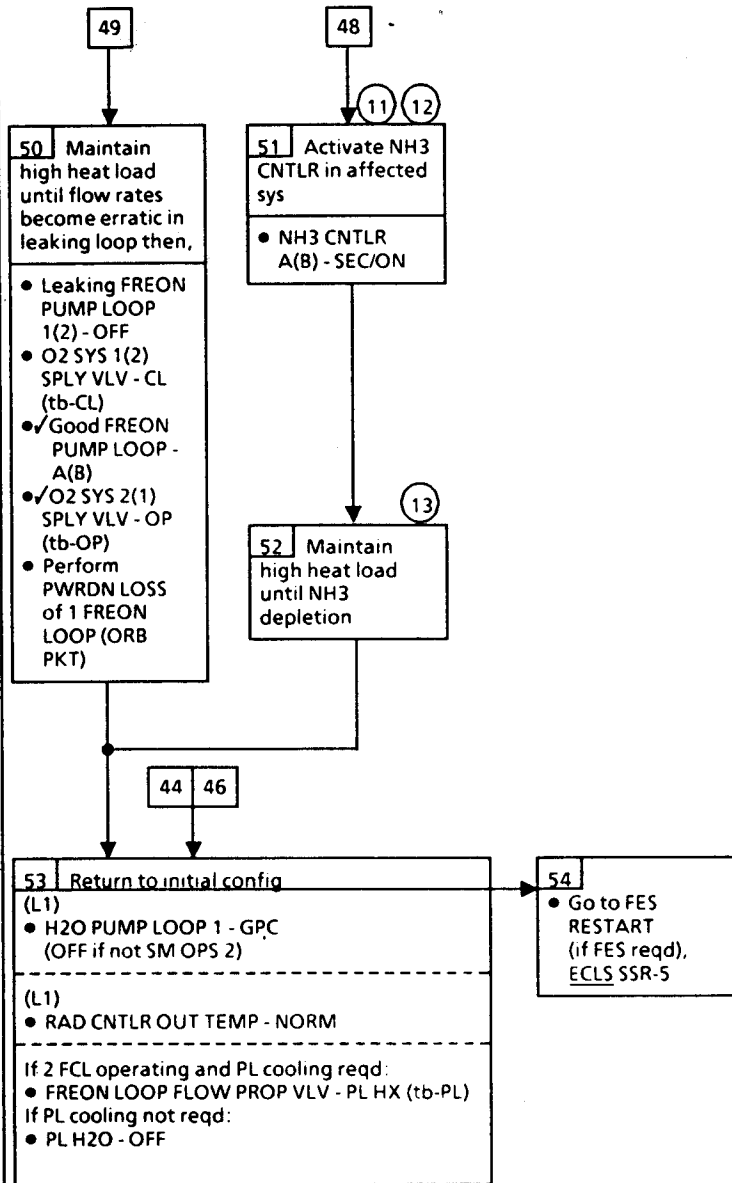 49
48
11 12
50 Maintain
high heat load
until flow rates
become erratic in
leaking loop then,
• Leaking FREON
PUMP LOOP
1(2) - OFF
• O2 SYS 1(2)
SPLY VLV - CL
(tb-CL)
•✓Good FREON
PUMP LOOP -
A(B)
•✓O2 SYS 2(1)
SPLY VLV - OP
(tb-OP)
• Perform
PWRDN LOSS
of 1 FREON
LOOP (ORB
PKT)
51 Activate NH3
CNTLR in affected
sys
• NH3 CNTLR
A(B) - SEC/ON
13
52 Maintain
high heat load
until NH3
depletion
44 46
53 Return to initial config
(L1)
• H2O PUMP LOOP 1 - GPC
(OFF if not SM OPS 2)
(L1)
• RAD CNTLR OUT TEMP - NORM
If 2 FCL operating and PL cooling reqd:
• FREON LOOP FLOW PROP VLV - PL HX (tb-PL)
If PL cooling not reqd:
• PL H2O - OFF
54
• Go to FES
RESTART
(if FES reqd),
ECLS SSR-5